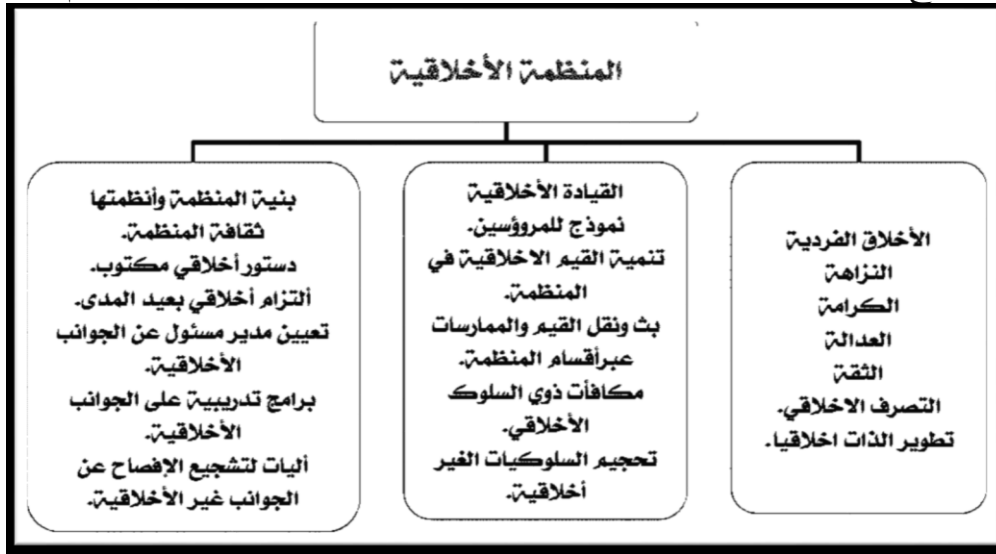 المنظمة الأخلاقية
الأخلاق الفردية
النزاهة
الكرامة
العدالة
الثقة
التصرف الاخلاقي.
تطوير الذات اخلاقيا.
القيادة الأخلاقية
نموذج للمروؤسين.
تنمية القيم الاخلاقية في
المنظمة.
بث ونقل القيم والممارسات
عبرأقسام المنظمة.
مكافأت ذوي السلوك
الأخلاقي.
تحجيم السلوكيات الغير
أخلاقية.
بنية المنظمة وأنظمتها
ثقافة المنظمة.
دستور أخلاقي مكتوب.
ألتزام أخلاقي بعيد المدى.
تعيين مدير مسئول عن الجوانب
الأخلاقية.
برامج تدريبية على الجوانب
الأخلاقية.
أليات لتشجيع الإفصاح عن
الجوانب غير الأخلاقية.